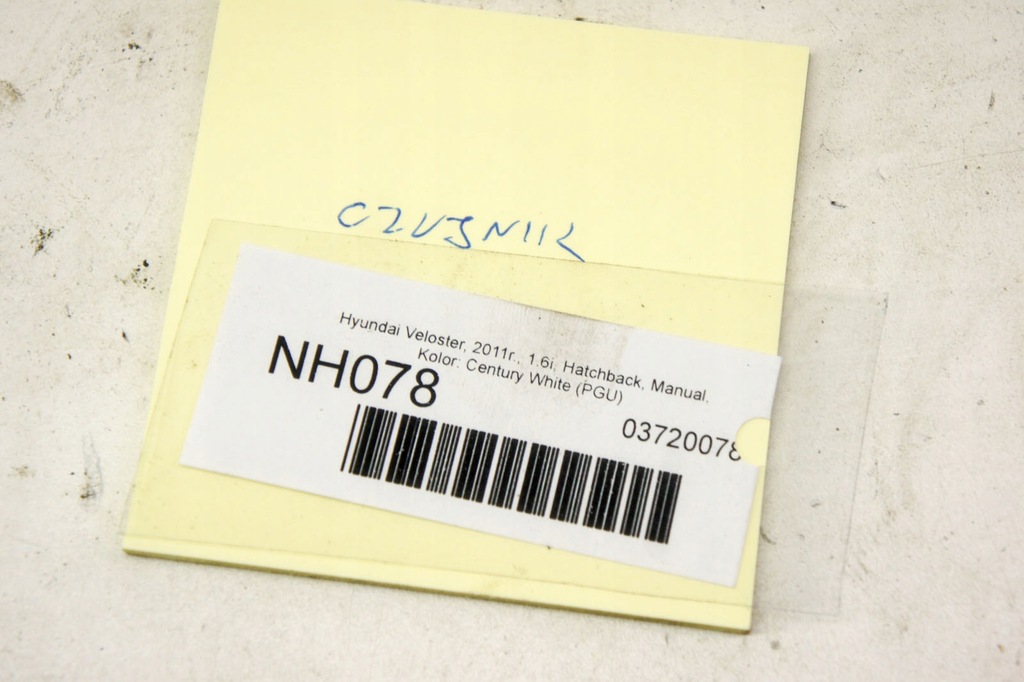 CZUJNIK
Hyundai Veloster, 2011r., 1.6i, Hatchback, Manual.
Kolor: Century White (PGU)
NH078
03720078